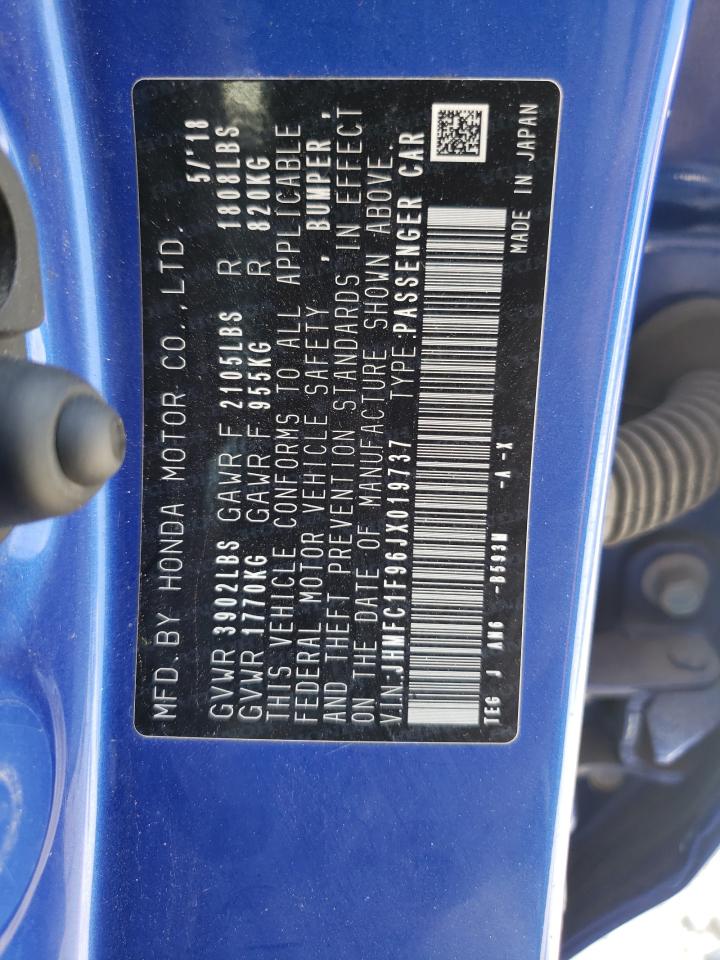 MFD. BY HONDA MOTOR CO., LTD. 5/'18
GVWR 3902LBS GAWR F 2105LBS R 1808LBS
GVWR 1770KG GAWR F 955KG R 820KG
THIS VEHICLE CONFORMS TO ALL APPLICABLE
FEDERAL MOTOR VEHICLE SAFETY , BUMPER ,
AND THEFT PREVENTION STANDARDS IN EFFECT
ON THE DATE OF MANUFACTURE SHOWN ABOVE.
V.I.N:JHMFC1F96JX019737 TYPE:PASSENGER CAR
TEG J AN6 -B593M -A -X MADE IN JAPAN